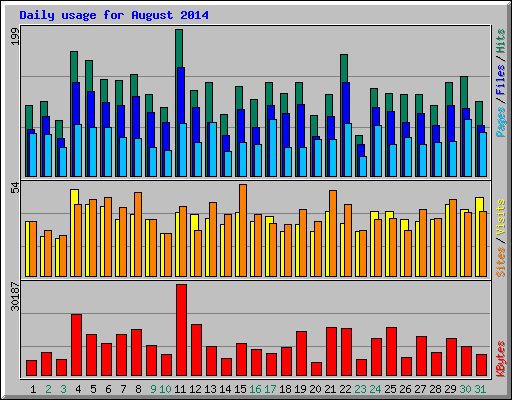 Daily usage for August 2014
199
Pages / Files / Hits
54
Sites / Visits
30187
KBytes
1 2 3 4 5 6 7 8 9 10 11 12 13 14 15 16 17 18 19 20 21 22 23 24 25 26 27 28 29 30 31